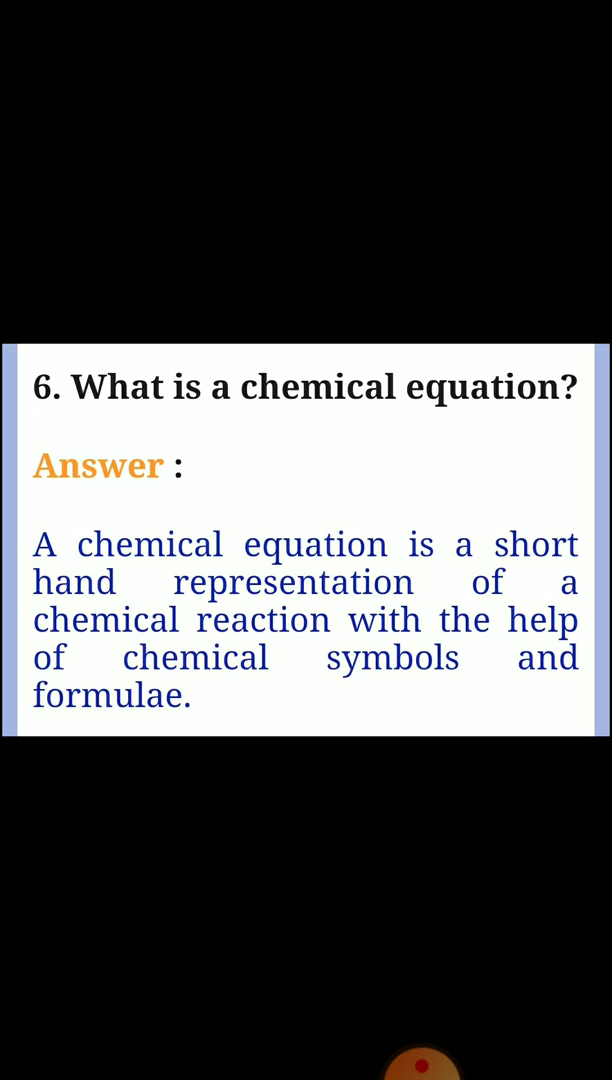 6. What is a chemical equation?
Answer :
A chemical equation is a short
hand representation of a
chemical reaction with the help
of chemical symbols and
formulae.